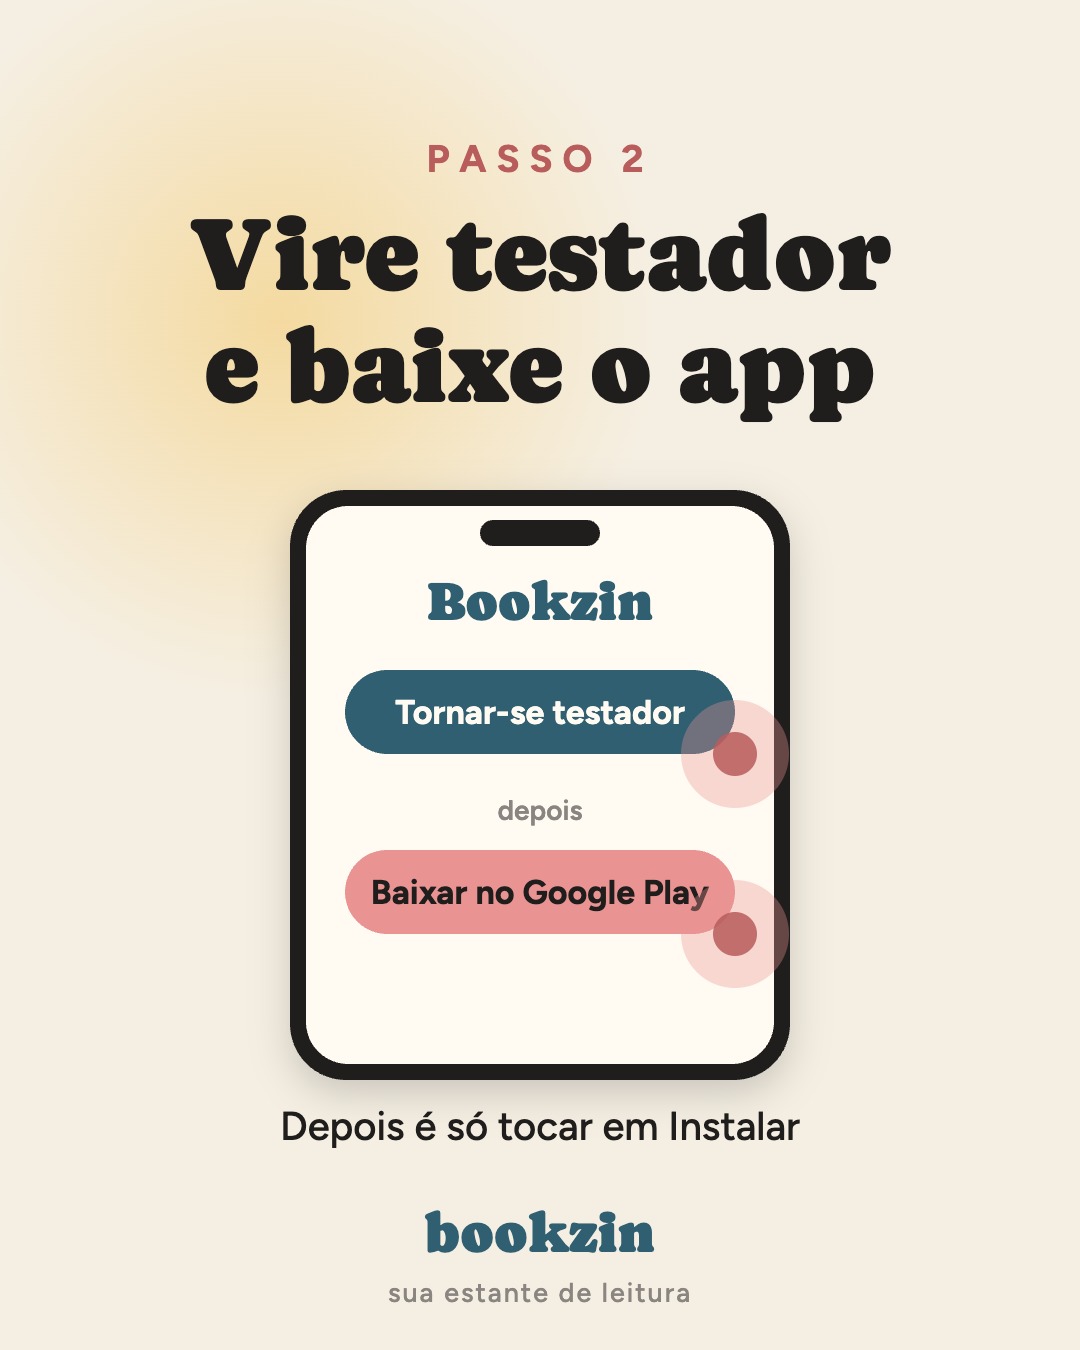 PASSO 2
Vire testador
e baixe o app
Bookzin
Tornar-se testador
depois
Baixar no Google Play
Depois é só tocar em Instalar
bookzin
sua estante de leitura